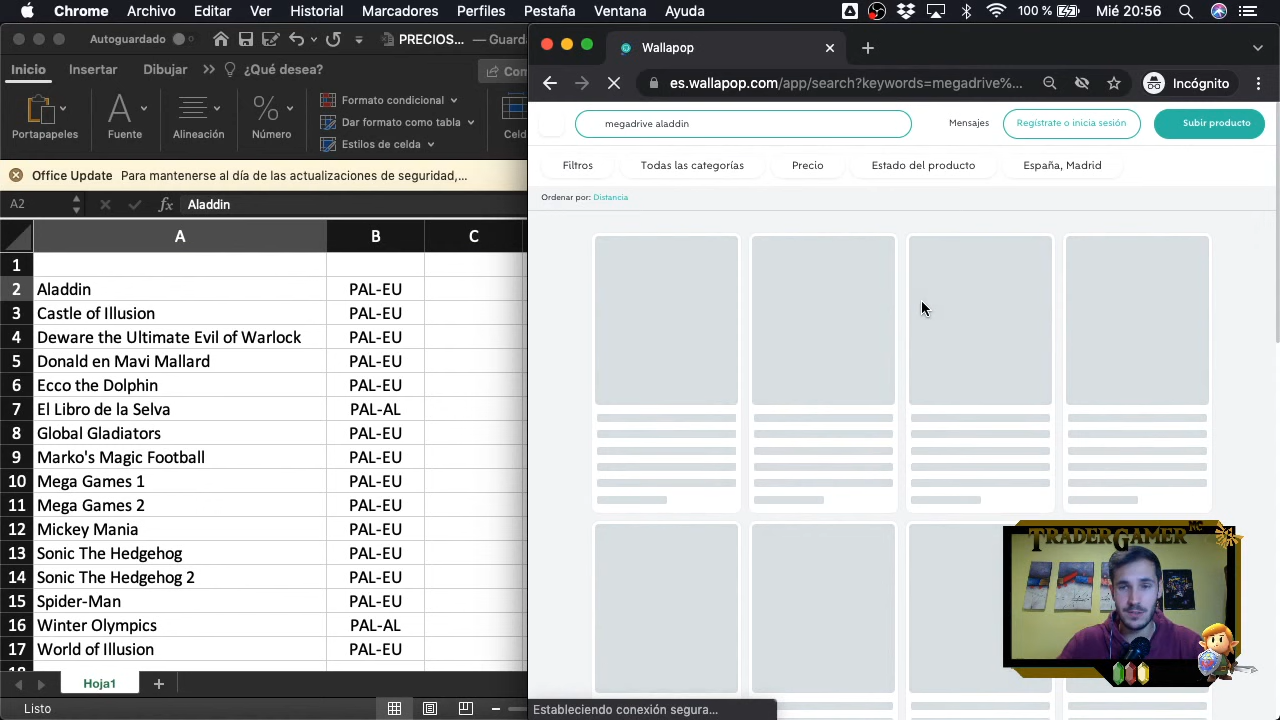 Chrome Archivo Editar Ver Historial Marcadores Perfiles Pestaña Ventana Ayuda 100 % Mié 20:56
Autoguardado PRECIOS... — Guarda
Inicio Insertar Dibujar >> ¿Qué desea? Com
Portapapeles Fuente Alineación Número
Formato condicional
Dar formato como tabla
Estilos de celda
Celd
Office Update Para mantenerse al día de las actualizaciones de seguridad,...
A2 fx Aladdin
A B C
1
2 Aladdin PAL-EU
3 Castle of Illusion PAL-EU
4 Deware the Ultimate Evil of Warlock PAL-EU
5 Donald en Mavi Mallard PAL-EU
6 Ecco the Dolphin PAL-EU
7 El Libro de la Selva PAL-AL
8 Global Gladiators PAL-EU
9 Marko's Magic Football PAL-EU
10 Mega Games 1 PAL-EU
11 Mega Games 2 PAL-EU
12 Mickey Mania PAL-EU
13 Sonic The Hedgehog PAL-EU
14 Sonic The Hedgehog 2 PAL-EU
15 Spider-Man PAL-EU
16 Winter Olympics PAL-AL
17 World of Illusion PAL-EU
18
Hoja1
Listo
Wallapop
es.wallapop.com/app/search?keywords=megadrive%... Incógnito
megadrive aladdin Mensajes Regístrate o inicia sesión Subir producto
Filtros Todas las categorías Precio Estado del producto España, Madrid
Ordenar por: Distancia
TraderGamer MC
Estableciendo conexión segura...